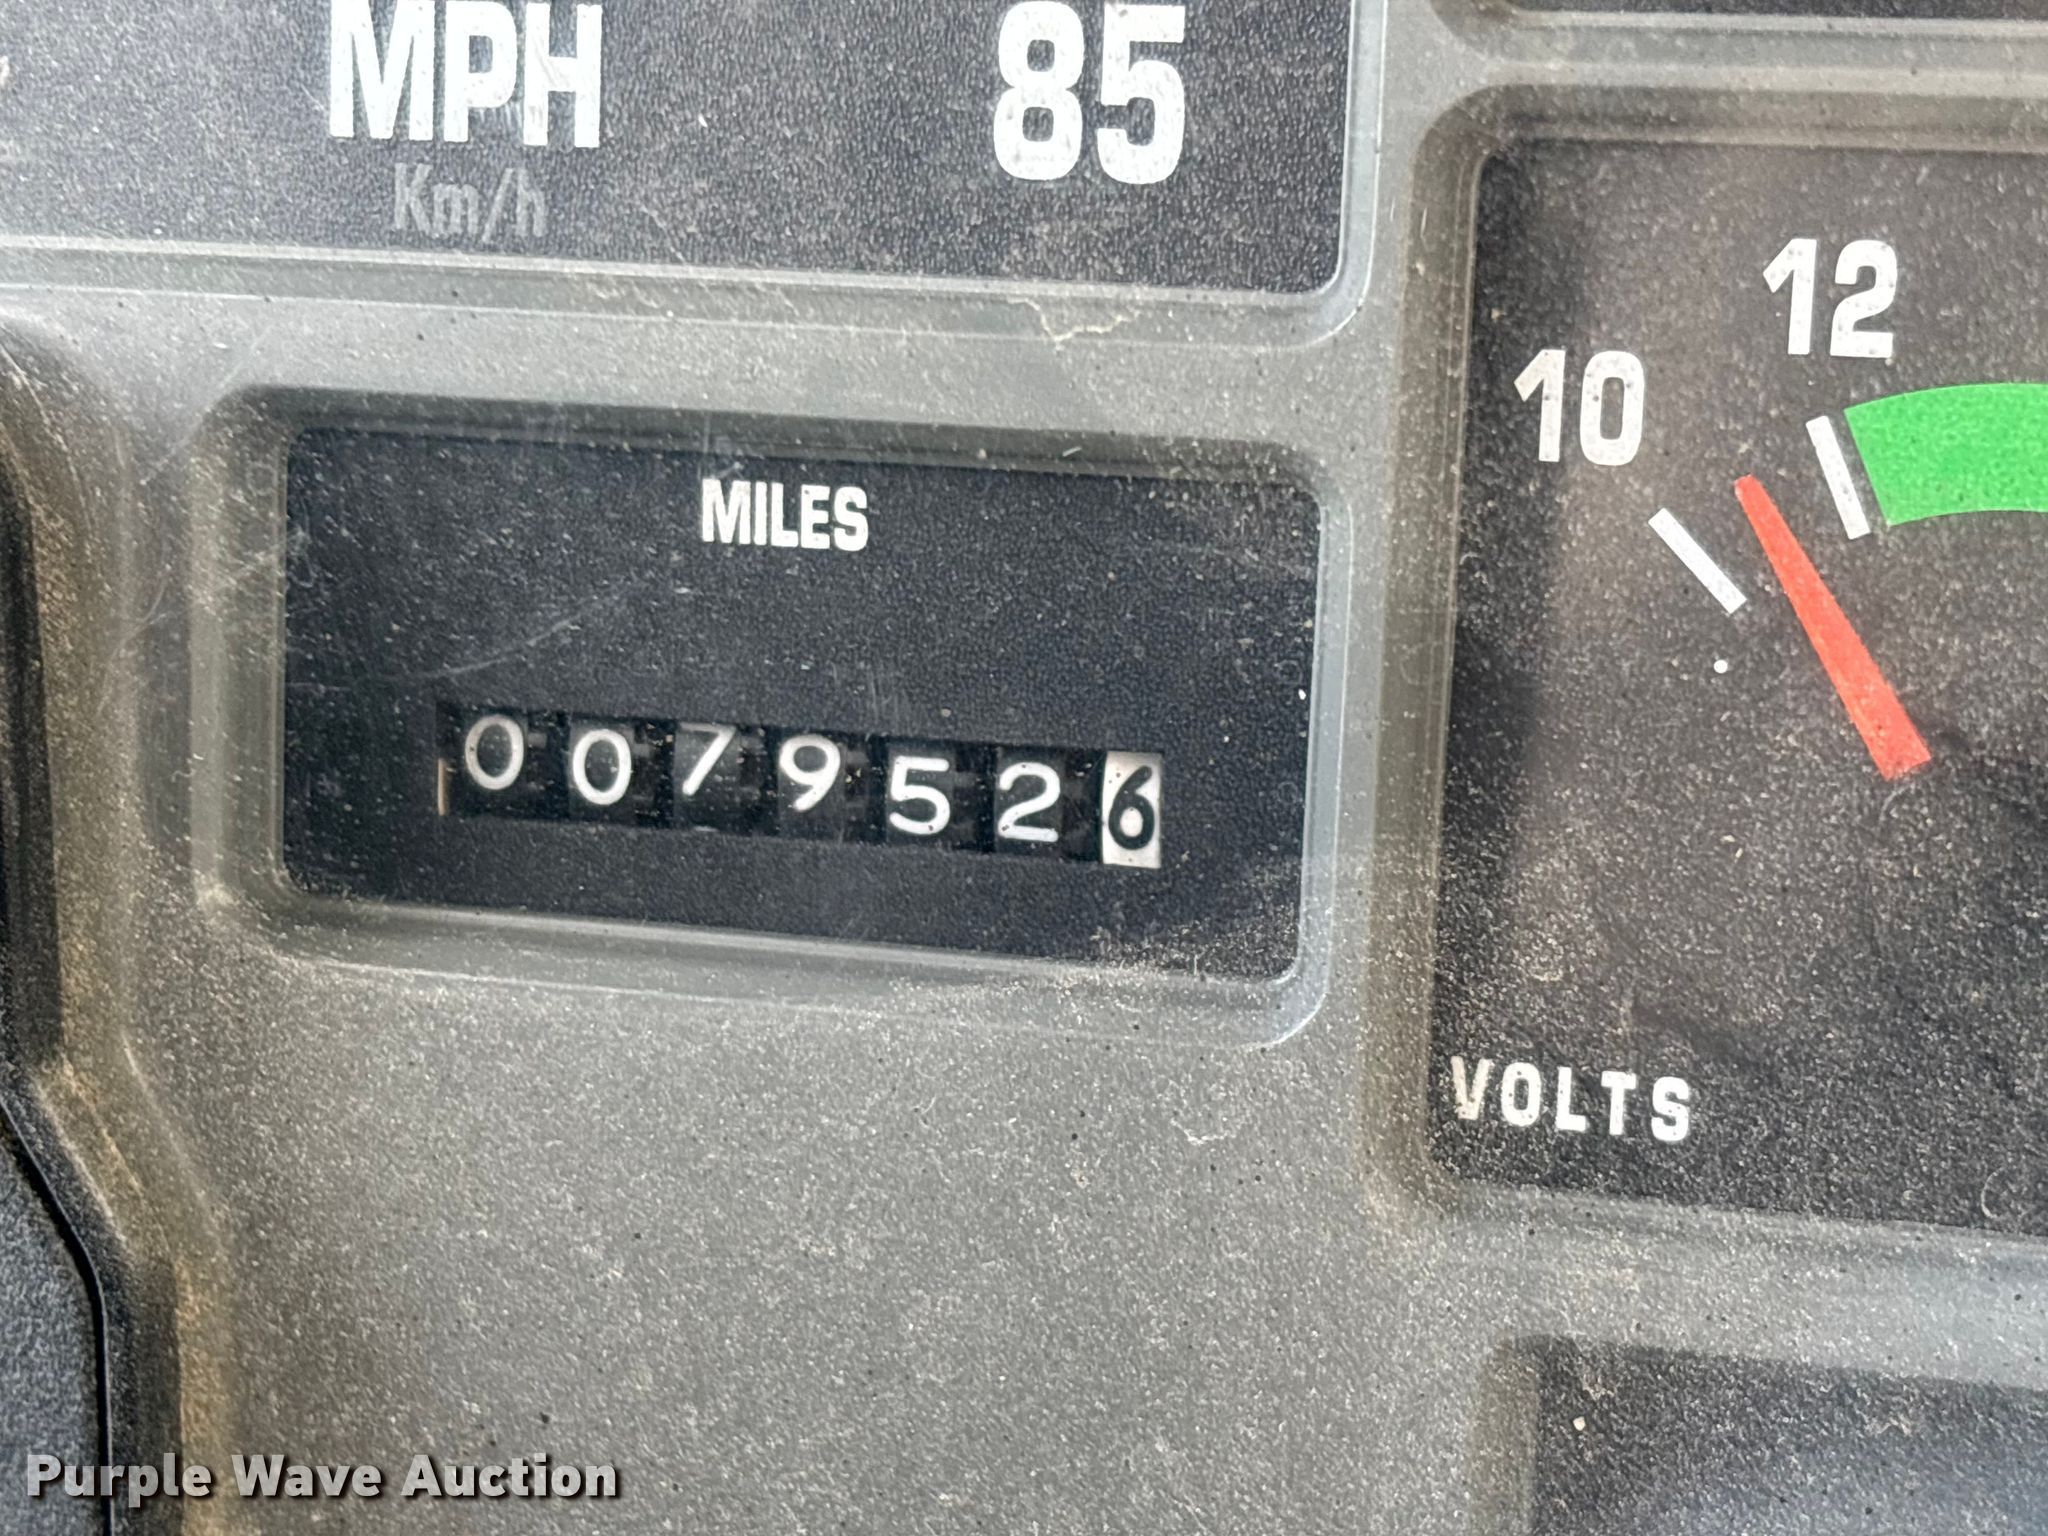 MPH 85
Km/h
12
10
MILES
0079526
VOLTS
Purple Wave Auction